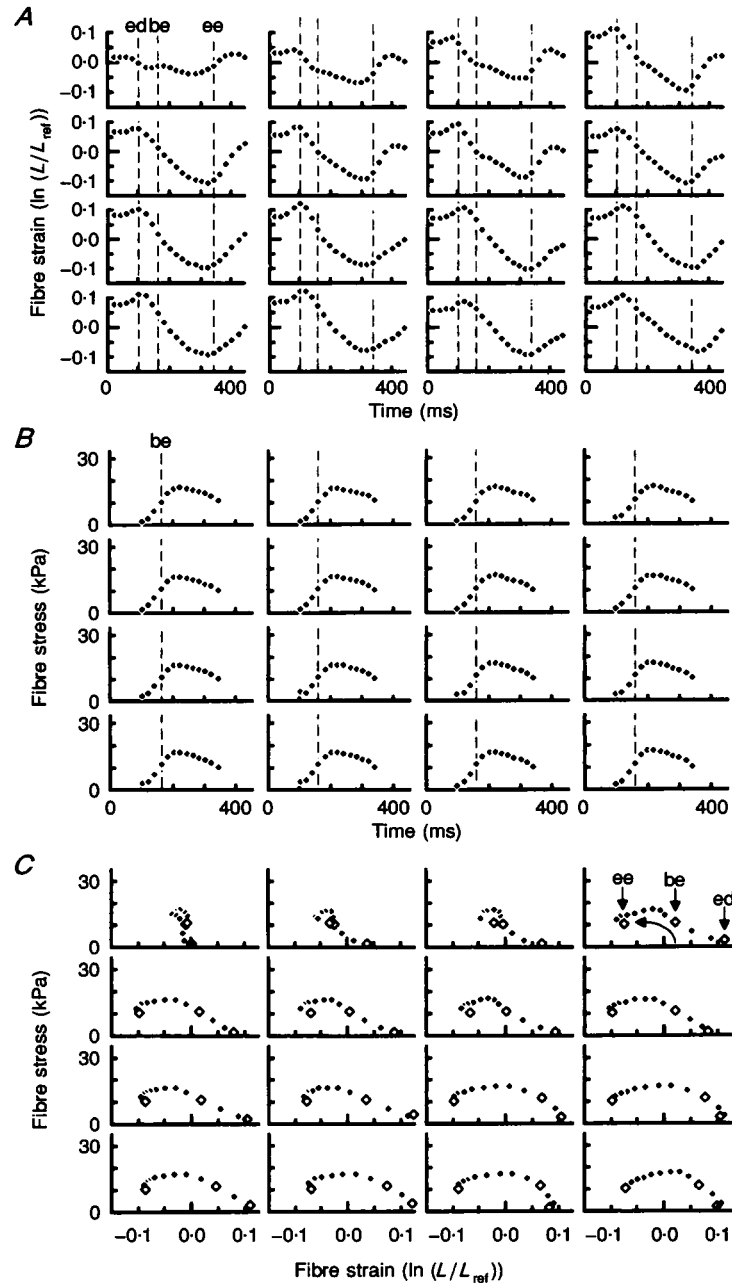 A
ed be ee
0·1
0·0
−0·1
0·1
0·0
−0·1
0·1
0·0
−0·1
0·1
0·0
−0·1
Fibre strain (ln (L/Lref))
0 400 0 400 0 400 0 400
Time (ms)
B
be
30
0
30
0
30
0
30
0
Fibre stress (kPa)
0 400 0 400 0 400 0 400
Time (ms)
C
ee be ed
30
0
30
0
30
0
30
0
Fibre stress (kPa)
−0·1 0·0 0·1 −0·1 0·0 0·1 −0·1 0·0 0·1 −0·1 0·0 0·1
Fibre strain (ln (L/Lref))